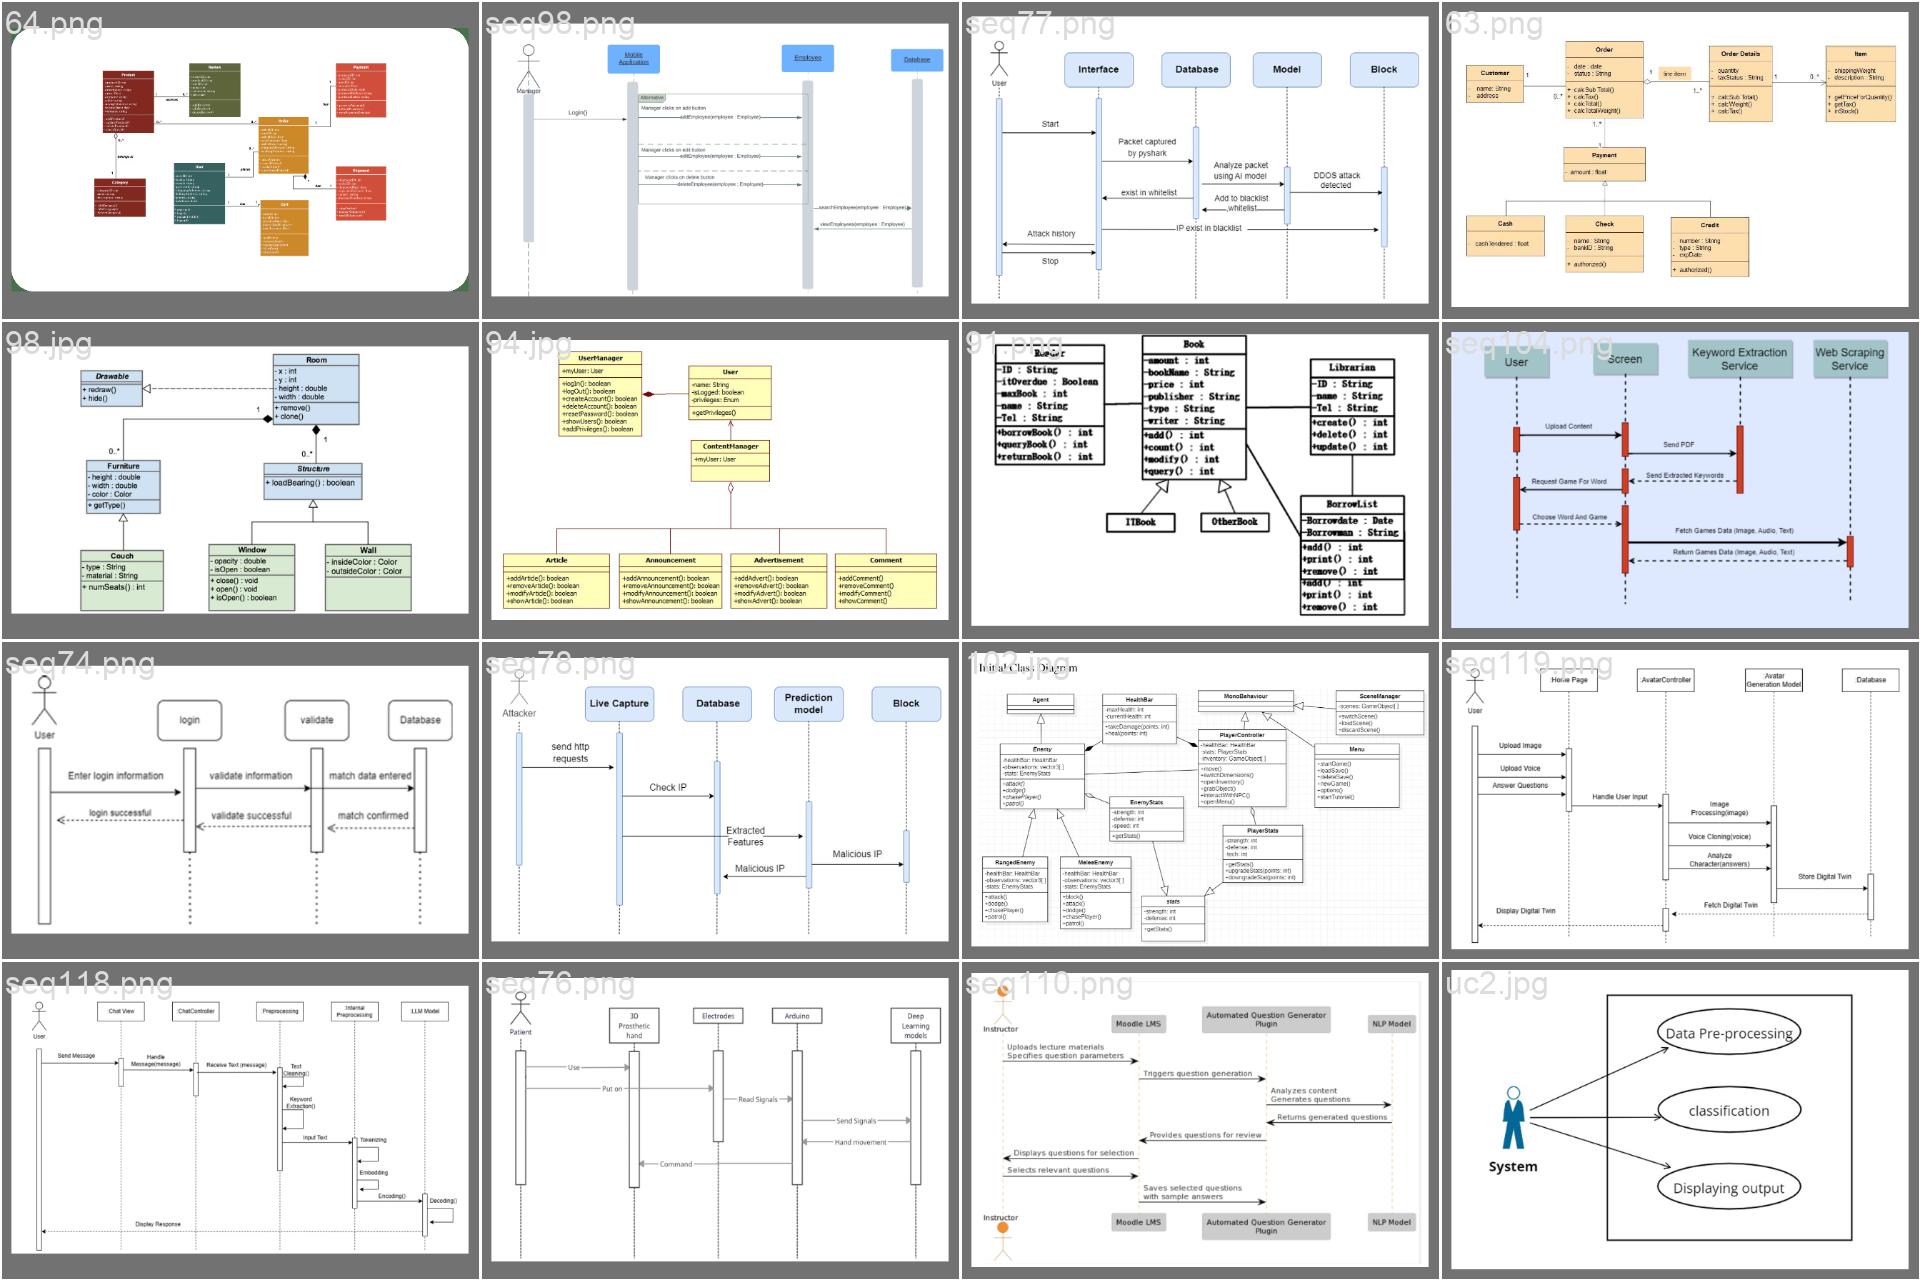 64.png
Product
Category
Order
Payment
Shipment
seq98.png
Manager
Mobile
Application
Employee
Database
Login()
Alternative
Manager clicks on add button
addEmployee(employee : Employee)
Manager clicks on edit button
editEmployee(employee : Employee)
Manager clicks on delete button
deleteEmployee(employee : Employee)
searchEmployee(employee : Employee)
viewEmployees(employee : Employee)
seq77.png
User
Interface
Database
Model
Block
Start
Packet captured
by pyshark
Analyze packet
using AI model
DDOS attack
detected
exist in whitelist
Add to blacklist
,whitelist
IP exist in blacklist
Attack history
Stop
63.png
Customer
- name: String
- address
1
0..*
Order
- date : date
- status : String
+ calcSub Total()
+ calcTax()
+ calcTotal()
+ calcTotalWeight()
1
line item
1..*
Order Details
- quantity
- taxStatus : String
+ calcSub Total()
+ calcWeight()
+ calcTax()
1
0..*
Item
- shippingWeight
- description : String
+ getPriceForQuantity()
+ getTax()
+ inStock()
1..*
Payment
- amount : float
Cash
- cashTendered : float
Check
- name : String
- bankID : String
+ authorized()
Credit
- number : String
- type : String
- expDate
+ authorized()
98.jpg
Drawable
+ redraw()
+ hide()
Room
- x : int
- y : int
- height : double
- width : double
+ remove()
+ clone()
1
1
0..*
0..*
Furniture
- height : double
- width : double
- color : Color
+ getType()
Structure
+ loadBearing() : boolean
Couch
- type : String
- material : String
+ numSeats() : int
Window
- opacity : double
- isOpen : boolean
+ close() : void
+ open() : void
+ isOpen() : boolean
Wall
- insideColor : Color
- outsideColor : Color
94.jpg
UserManager
+myUser: User
+logIn(): boolean
+logOut(): boolean
+createAccount(): boolean
+deleteAccount(): boolean
+resetPassword(): boolean
+showUsers(): boolean
+addPrivileges(): boolean
User
-name: String
-isLogged: boolean
-privileges: Enum
+getPrivileges()
ContentManager
+myUser: User
Article
+addArticle(): boolean
+removeArticle(): boolean
+modifyArticle(): boolean
+showArticle(): boolean
Announcement
+addAnnouncement(): boolean
+removeAnnouncement(): boolean
+modifyAnnouncement(): boolean
+showAnnouncement(): boolean
Advertisement
+addAdvert(): boolean
+removeAdvert(): boolean
+modifyAdvert(): boolean
+showAdvert(): boolean
Comment
+addComment()
+removeComment()
+modifyComment()
+showComment()
91.png
Reader
-ID : String
-itOverdue : Boolean
-maxBook : int
-name : String
-Tel : String
+borrowBook() : int
+queryBook() : int
+returnBook() : int
Book
-amount : int
-bookName : String
-price : int
-publisher : String
-type : String
-writer : String
+add() : int
+count() : int
+modify() : int
+query() : int
Librarian
-ID : String
-name : String
-Tel : String
+create() : int
+delete() : int
+update() : int
ITBook
OtherBook
BorrowList
-Borrowdate : Date
-Borrowman : String
+add() : int
+print() : int
+remove() : int
+add() : int
+print() : int
+remove() : int
seq104.png
User
Screen
Keyword Extraction
Service
Web Scraping
Service
Upload Content
Send PDF
Send Extracted Keywords
Request Game For Word
Choose Word And Game
Fetch Games Data (Image, Audio, Text)
Return Games Data (Image, Audio, Text)
seq74.png
User
login
validate
Database
Enter login information
validate information
match data entered
login successful
validate successful
match confirmed
seq78.png
Attacker
Live Capture
Database
Prediction
model
Block
send http
requests
Check IP
Extracted
Features
Malicious IP
Malicious IP
102.jpg
Initial Class Diagram
Agent
HealthBar
-maxHealth: int
-currentHealth: int
+takeDamage(points: int)
+heal(points: int)
MonoBehaviour
SceneManager
-scenes: GameObject[ ]
+switchScene()
+loadScene()
+discardScene()
Enemy
-healthBar: HealthBar
-observations: vector3[ ]
-stats: EnemyStats
+attack()
+dodge()
+chasePlayer()
+patrol()
PlayerController
-healthBar: HealthBar
-stats: PlayerStats
-inventory: GameObject[ ]
+move()
+switchDimensions()
+openInventory()
+grabObject()
+interactWithNPC()
+openMenu()
Menu
+startGame()
+loadSave()
+deleteSave()
+newGame()
+options()
+startTutorial()
EnemyStats
-strength: int
-defense: int
-speed: int
+getStats()
PlayerStats
-strength: int
-defense: int
-tech: int
+getStats()
+upgradeStats(points: int)
+downgradeStat(points: int)
RangedEnemy
-healthBar: HealthBar
-observations: vector3[ ]
-stats: EnemyStats
+attack()
+dodge()
+chasePlayer()
+patrol()
MeleeEnemy
-healthBar: HealthBar
-observations: vector3[ ]
-stats: EnemyStats
+block()
+attack()
+dodge()
+chasePlayer()
+patrol()
stats
-strength: int
-defense: int
+getStats()
seq119.png
User
:Home Page
:AvatarController
:Avatar
Generation Model
:Database
Upload Image
Upload Voice
Answer Questions
Handle User Input
Image
Processing(image)
Voice Cloning(voice)
Analyze
Character(answers)
Store Digital Twin
Fetch Digital Twin
Display Digital Twin
seq118.png
User
:Chat View
:ChatController
:Preprocessing
:Internal
Preprocessing
:LLM Model
Send Message
Handle
Message(message)
Receive Text (message)
Text
Cleaning()
Keyword
Extraction()
Input Text
Tokenizing
Embedding
Encoding()
Decoding()
Display Response
seq76.png
Patient
3D
Prosthetic
hand
Electrodes
Arduino
Deep
Learning
models
Use
Put on
Read Signals
Send Signals
Hand movement
Command
seq110.png
Instructor
Moodle LMS
Automated Question Generator
Plugin
NLP Model
Uploads lecture materials
Specifies question parameters
Triggers question generation
Analyzes content
Generates questions
Returns generated questions
Provides questions for review
Displays questions for selection
Selects relevant questions
Saves selected questions
with sample answers
Instructor
Moodle LMS
Automated Question Generator
Plugin
NLP Model
uc2.jpg
Data Pre-processing
classification
Displaying output
System